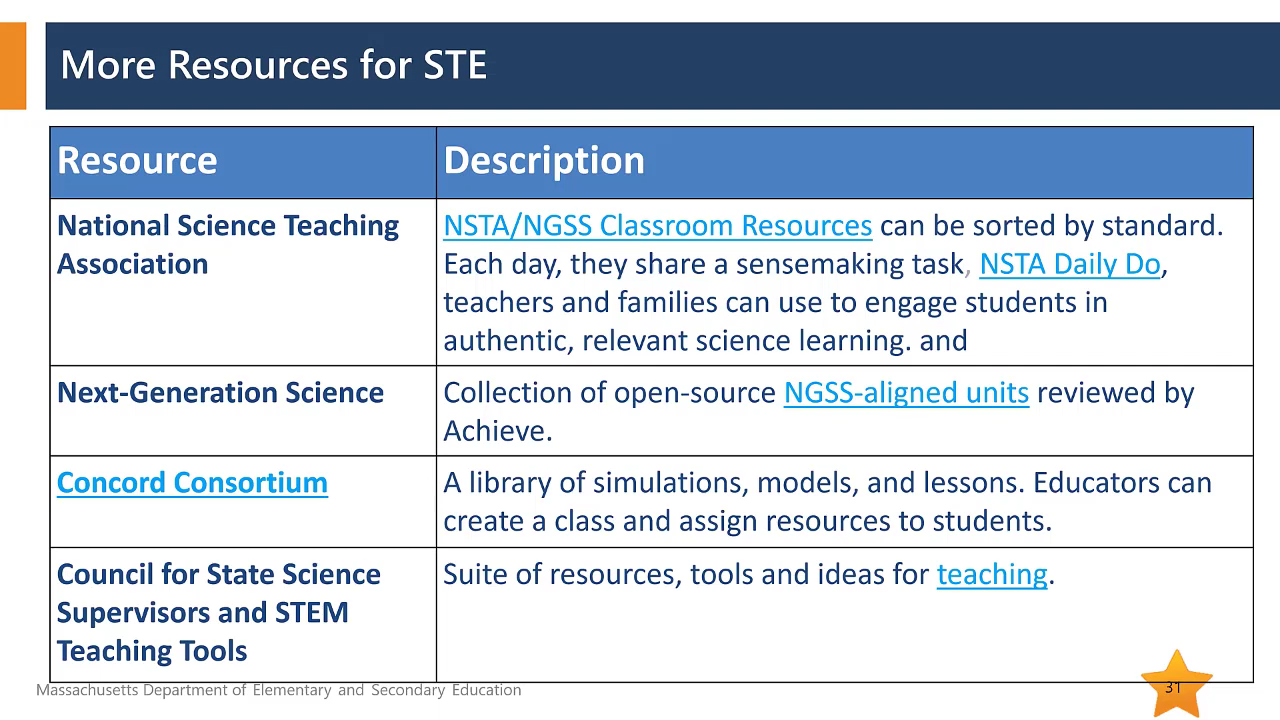 More Resources for STE
Resource
Description
National Science Teaching
Association
NSTA/NGSS Classroom Resources can be sorted by standard.
Each day, they share a sensemaking task, NSTA Daily Do,
teachers and families can use to engage students in
authentic, relevant science learning. and
Next-Generation Science
Collection of open-source NGSS-aligned units reviewed by
Achieve.
Concord Consortium
A library of simulations, models, and lessons. Educators can
create a class and assign resources to students.
Council for State Science
Supervisors and STEM
Teaching Tools
Suite of resources, tools and ideas for teaching.
Massachusetts Department of Elementary and Secondary Education
31